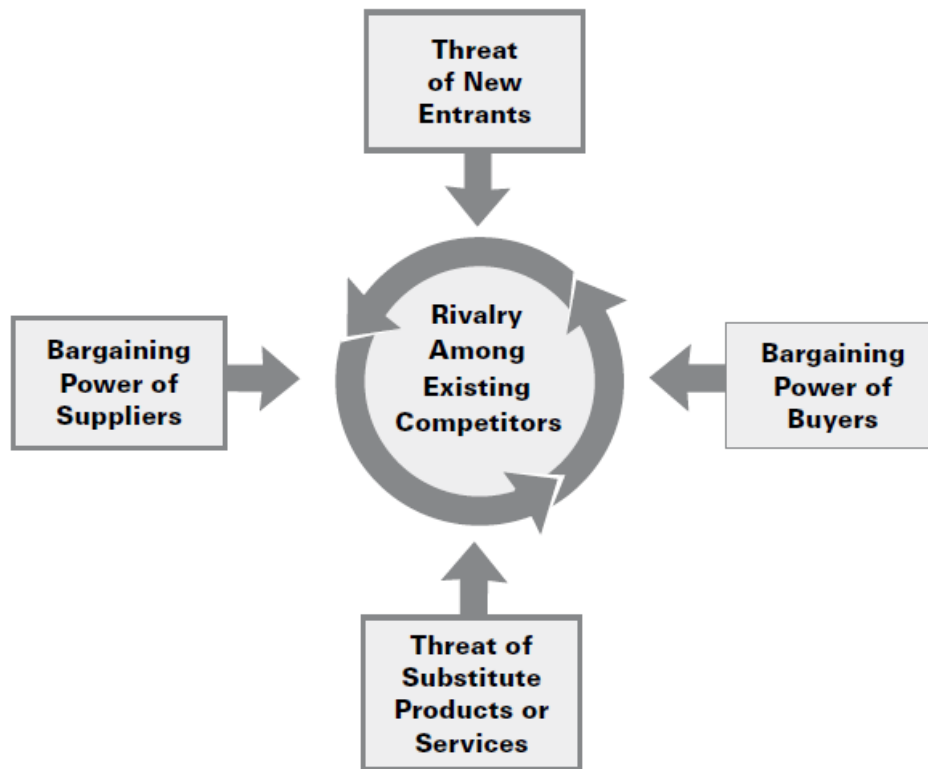 Threat
of New
Entrants
Bargaining
Power of
Suppliers
Rivalry
Among
Existing
Competitors
Bargaining
Power of
Buyers
Threat of
Substitute
Products or
Services